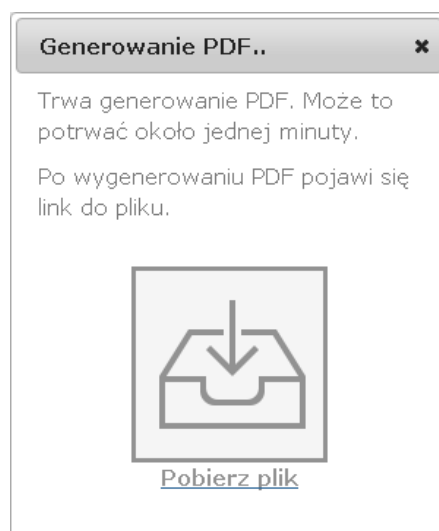 Generowanie PDF..
Trwa generowanie PDF. Może to
potrwać około jednej minuty.
Po wygenerowaniu PDF pojawi się
link do pliku.
Pobierz plik